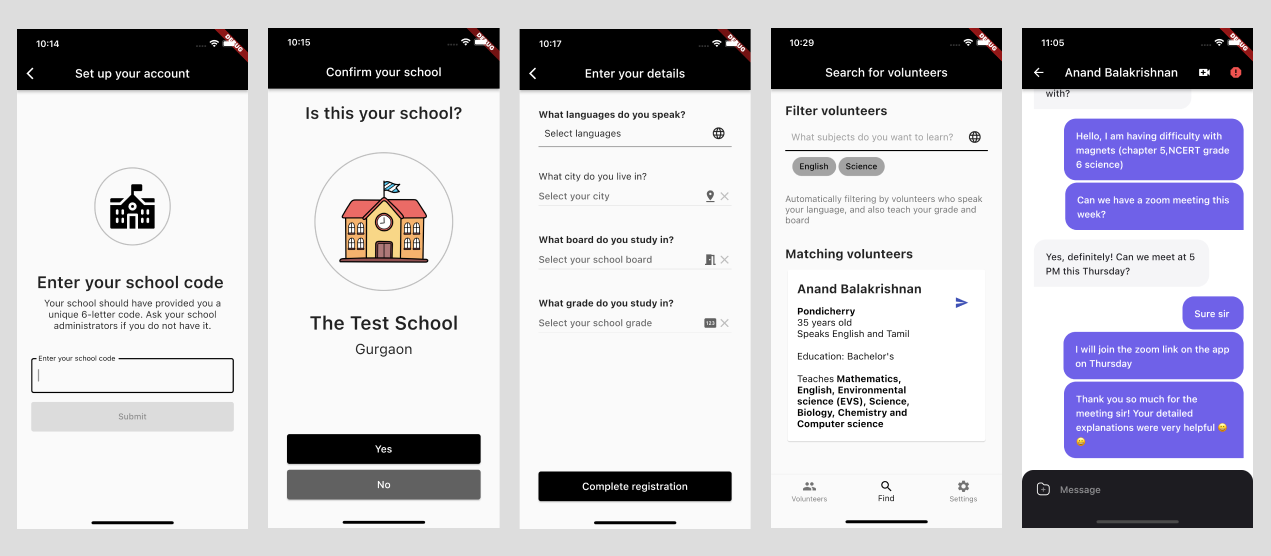 10:14
DEBUG
Set up your account
Enter your school code
Your school should have provided you a
unique 6-letter code. Ask your school
administrators if you do not have it.
Enter your school code
Submit
10:15
DEBUG
Confirm your school
Is this your school?
The Test School
Gurgaon
Yes
No
10:17
DEBUG
Enter your details
What languages do you speak?
Select languages
What city do you live in?
Select your city
What board do you study in?
Select your school board
What grade do you study in?
Select your school grade
123
Complete registration
10:29
DEBUG
Search for volunteers
Filter volunteers
What subjects do you want to learn?
English
Science
Automatically filtering by volunteers who speak
your language, and also teach your grade and
board
Matching volunteers
Anand Balakrishnan
Pondicherry
35 years old
Speaks English and Tamil
Education: Bachelor's
Teaches Mathematics,
English, Environmental
science (EVS), Science,
Biology, Chemistry and
Computer science
Volunteers
Find
Settings
11:05
DEBUG
Anand Balakrishnan
with?
Hello, I am having difficulty with
magnets (chapter 5,NCERT grade
6 science)
Can we have a zoom meeting this
week?
Yes, definitely! Can we meet at 5
PM this Thursday?
Sure sir
I will join the zoom link on the app
on Thursday
Thank you so much for the
meeting sir! Your detailed
explanations were very helpful 😄
😄
Message